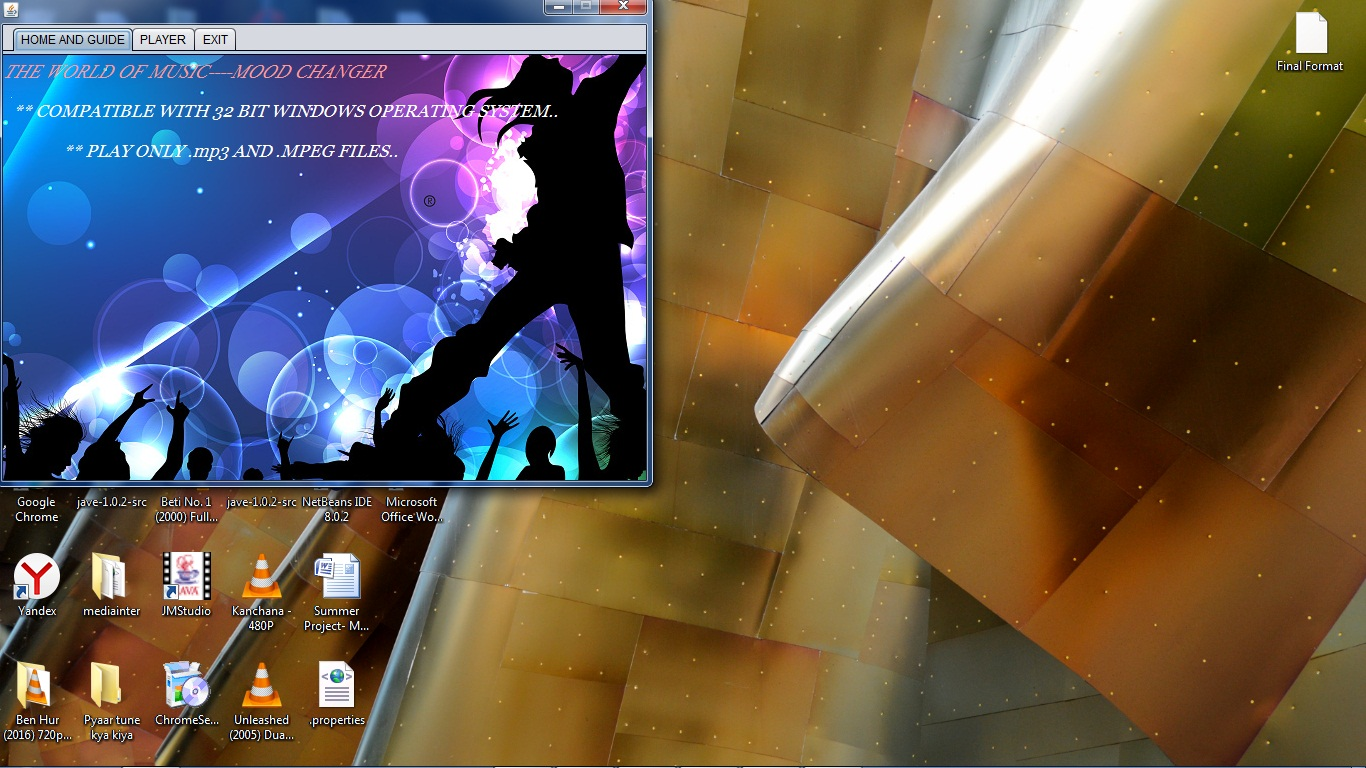 HOME AND GUIDE PLAYER EXIT
THE WORLD OF MUSIC----MOOD CHANGER
** COMPATIBLE WITH 32 BIT WINDOWS OPERATING SYSTEM..
** PLAY ONLY .mp3 AND .MPEG FILES..
®
Final Format
Google Chrome
jave-1.0.2-src
Beti No. 1
(2000) Full...
jave-1.0.2-src
NetBeans IDE
8.0.2
Microsoft
Office Wo...
Yandex
mediainter
JMStudio
Kanchana -
480P
Summer
Project- M...
Ben Hur
(2016) 720p...
Pyaar tune
kya kiya
ChromeSe...
Unleashed
(2005) Dua...
.properties